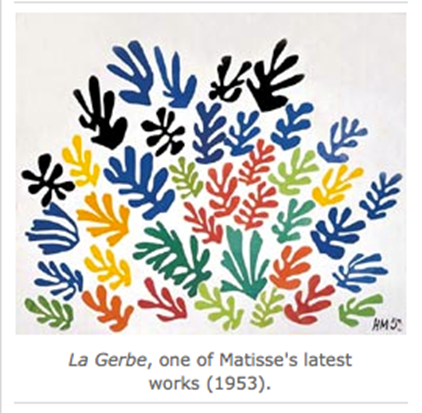 HM 53
La Gerbe, one of Matisse's latest
works (1953).